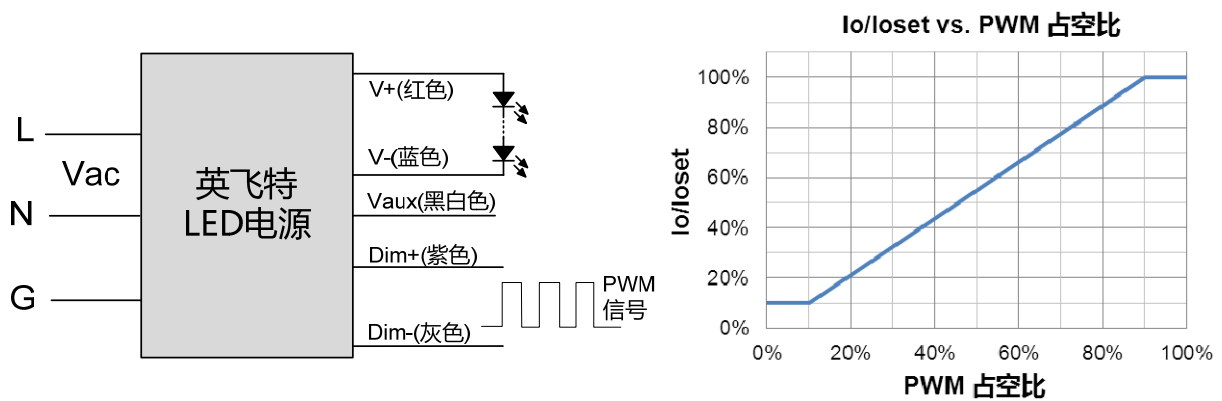 L
Vac
N
G
英飞特
LED电源
V+(红色)
V-(蓝色)
Vaux(黑白色)
Dim+(紫色)
Dim-(灰色)
PWM
信号
Io/Ioset vs. PWM 占空比
Io/Ioset
100%
80%
60%
40%
20%
0%
0%
20%
40%
60%
80%
100%
PWM 占空比